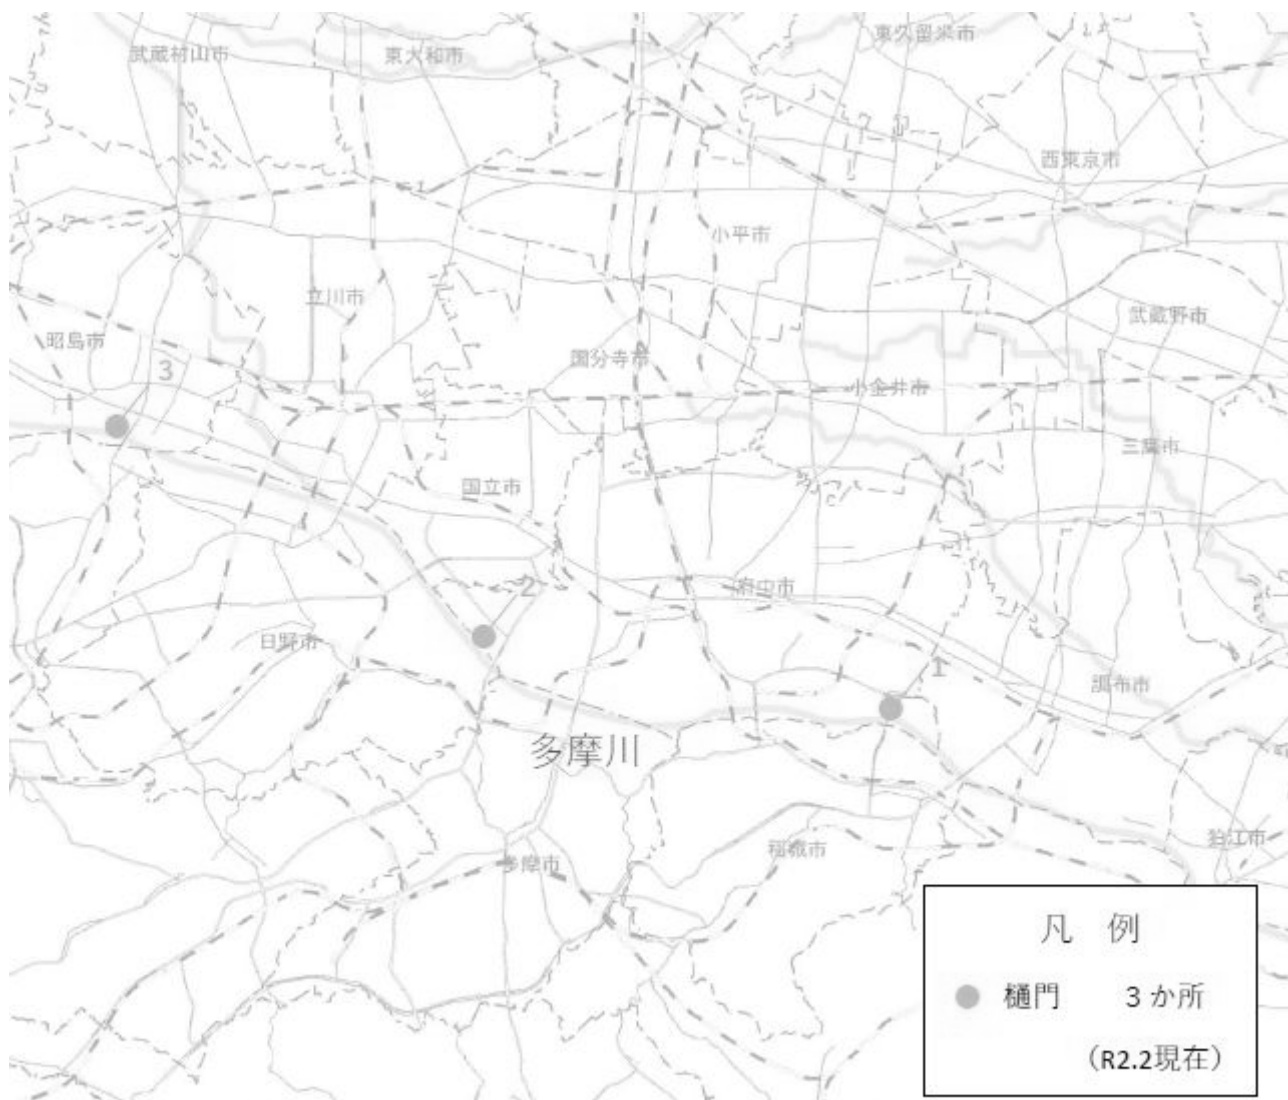 武蔵村山市
東大和市
東久留米市
西東京市
小平市
立川市
武蔵野市
昭島市
国分寺市
3
小金井市
三鷹市
国立市
2
府中市
日野市
1
調布市
多摩川
狛江市
稲城市
多摩市
凡 例
樋門 3か所
(R2.2現在)